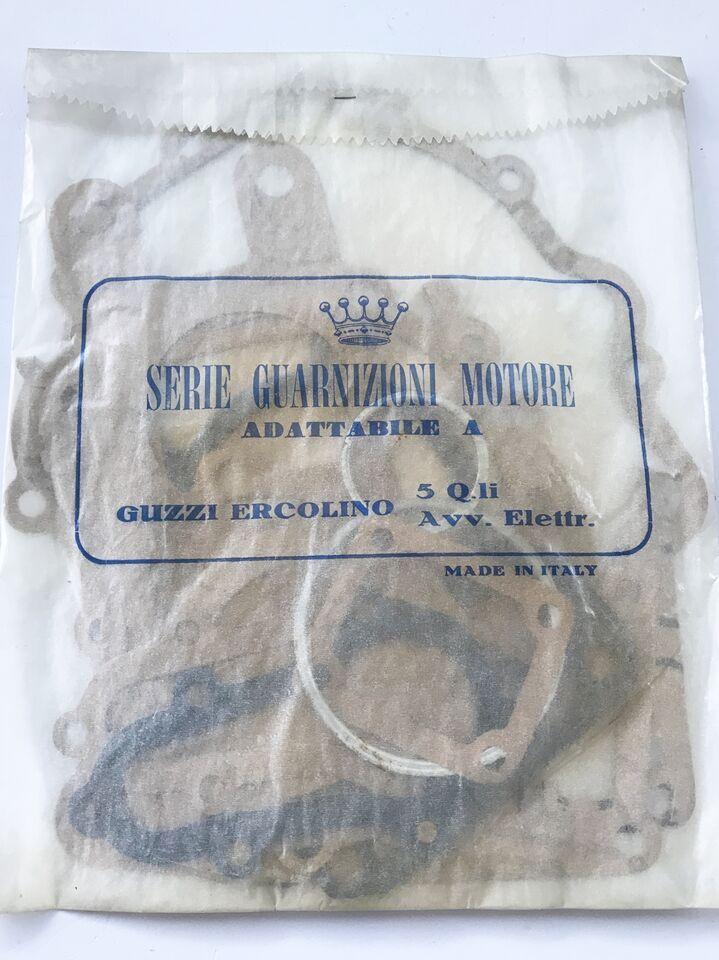 SERIE GUARNIZIONI MOTORE
ADATTABILE A
GUZZI ERCOLINO 5 Q.li
Avv. Elettr.
MADE IN ITALY